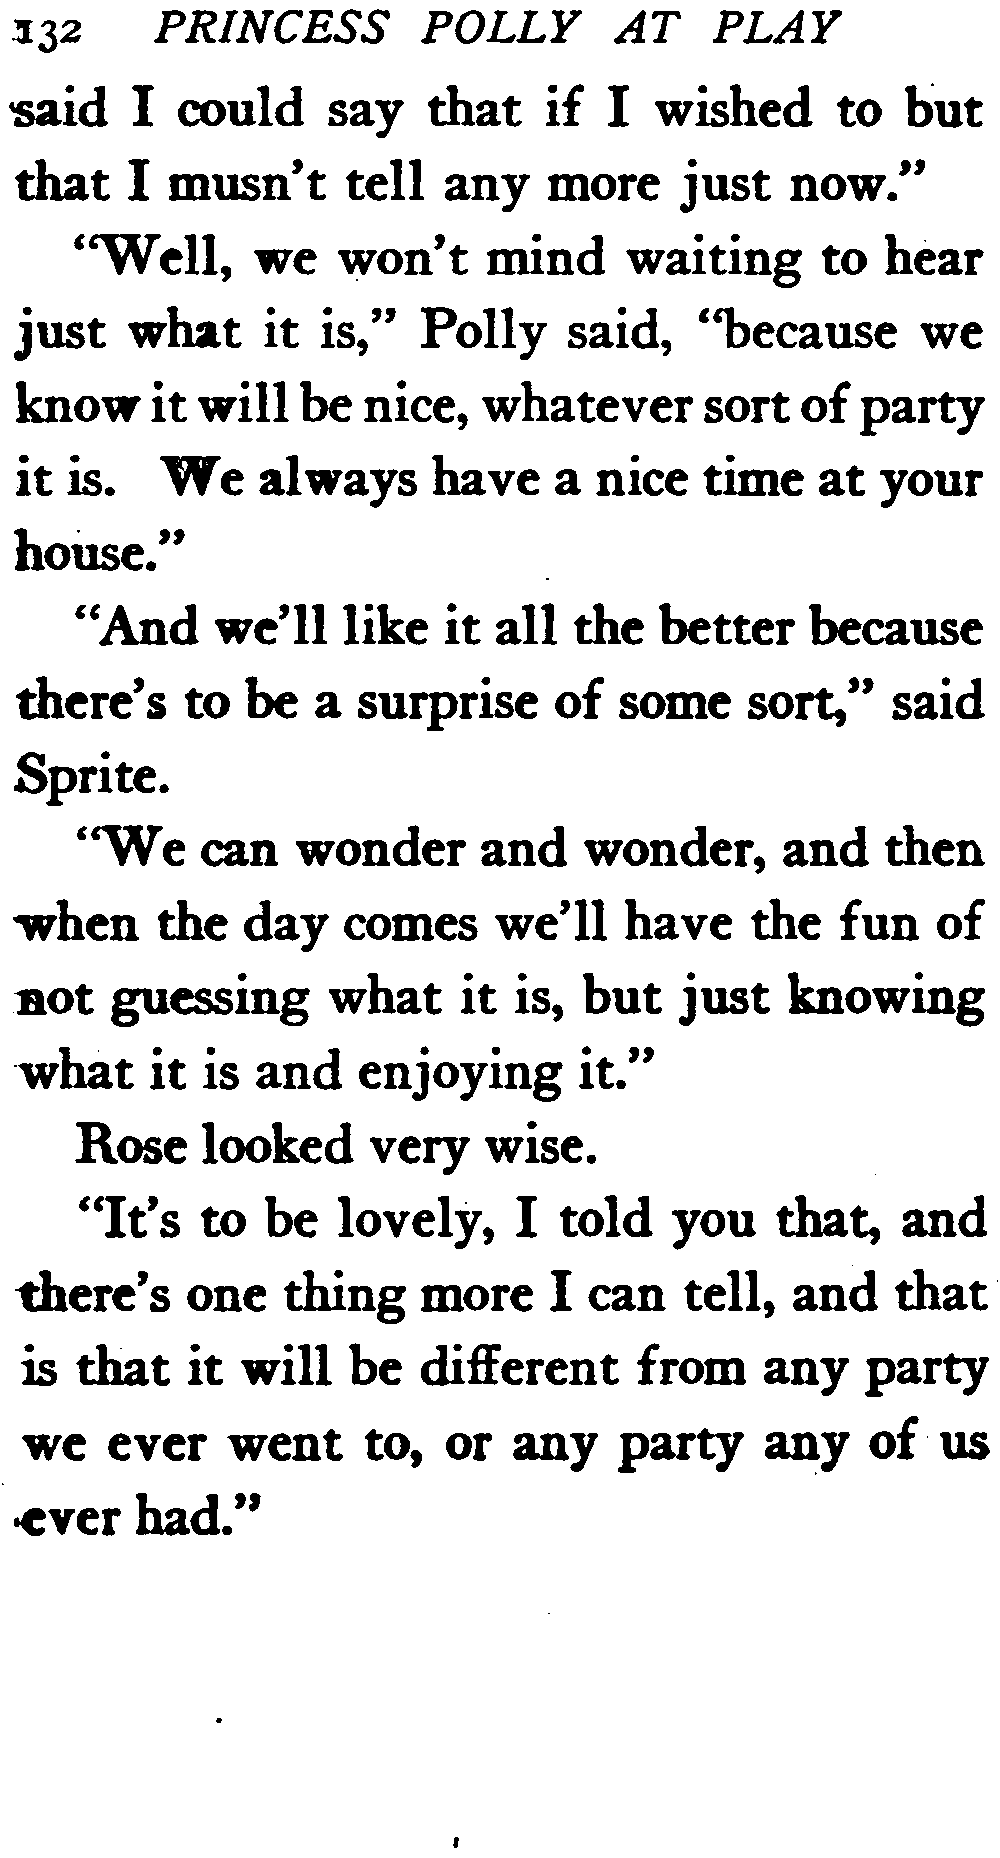 132 PRINCESS POLLY AT PLAY
said I could say that if I wished to but
that I musn't tell any more just now."
"Well, we won't mind waiting to hear
just what it is," Polly said, "because we
know it will be nice, whatever sort of party
it is. We always have a nice time at your
house."
"And we'll like it all the better because
there's to be a surprise of some sort," said
Sprite.
"We can wonder and wonder, and then
when the day comes we'll have the fun of
not guessing what it is, but just knowing
what it is and enjoying it."
Rose looked very wise.
"It's to be lovely, I told you that, and
there's one thing more I can tell, and that
is that it will be different from any party
we ever went to, or any party any of us
ever had."